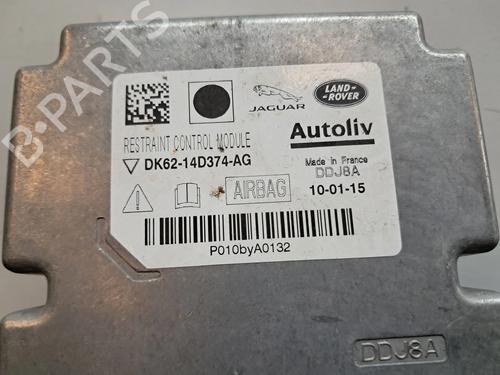 JAGUAR
LAND-
ROVER
RESTRAINT CONTROL MODULE
Autoliv
DK62-14D374-AG
Made in France
DDJ8A
AIRBAG
10-01-15
P010byA0132
DDJ8A
B-PARTS